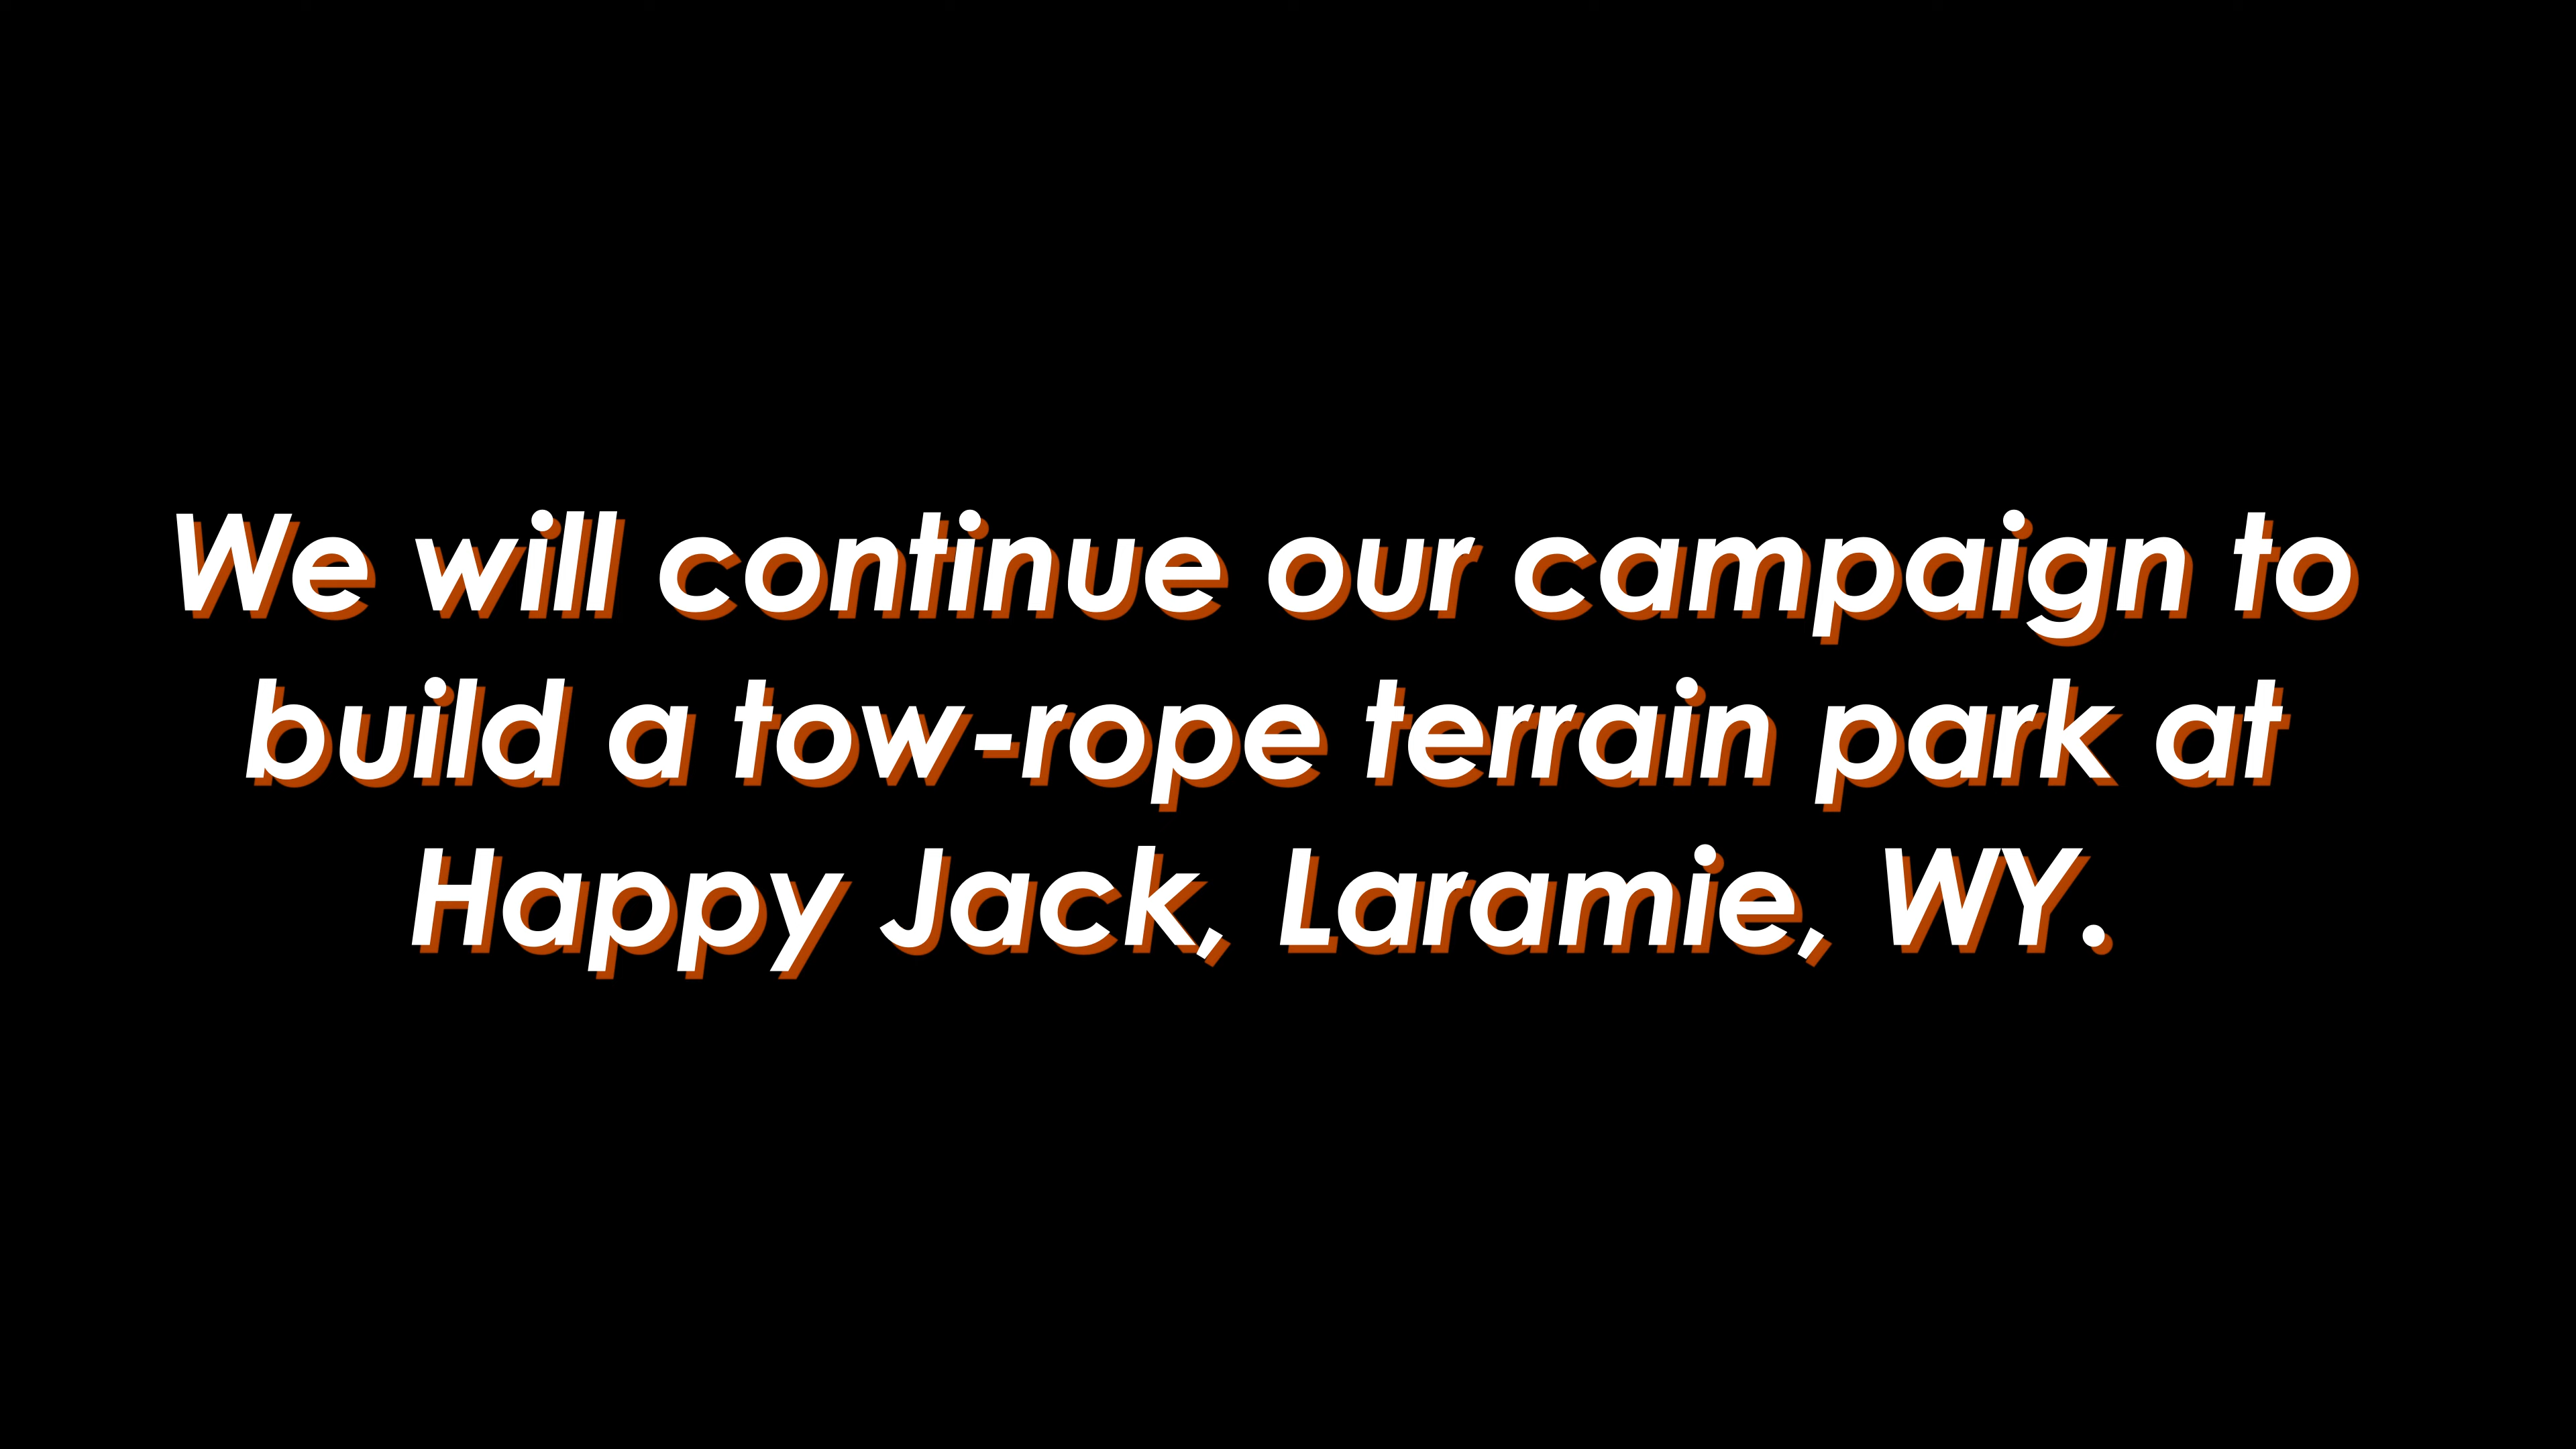 We will continue our campaign to
build a tow-rope terrain park at
Happy Jack, Laramie, WY.